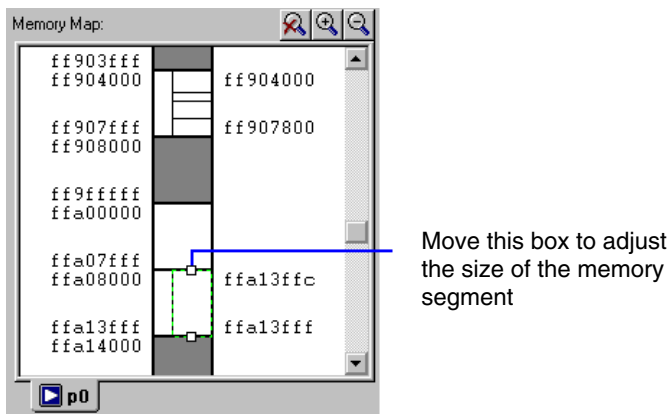 Memory Map:
ff903fff
ff904000 ff904000
ff907fff ff907800
ff908000
ff9fffff
ffa00000
ffa07fff
ffa08000 ffa13ffc
ffa13fff ffa13fff
ffa14000
p0
Move this box to adjust
the size of the memory
segment